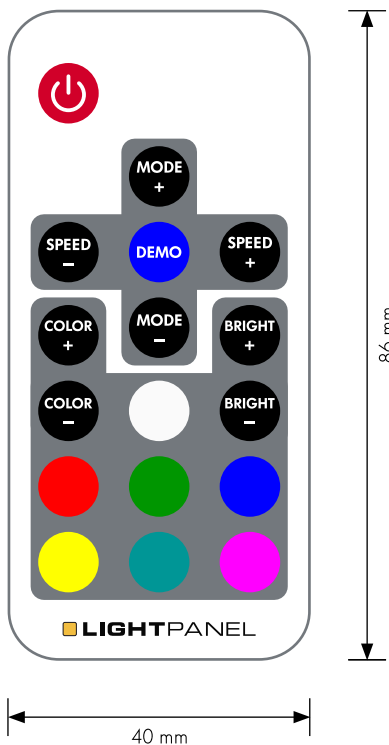 MODE
+
SPEED
–
DEMO
SPEED
+
COLOR
+
MODE
–
BRIGHT
+
COLOR
–
BRIGHT
–
LIGHTPANEL
86 mm
40 mm